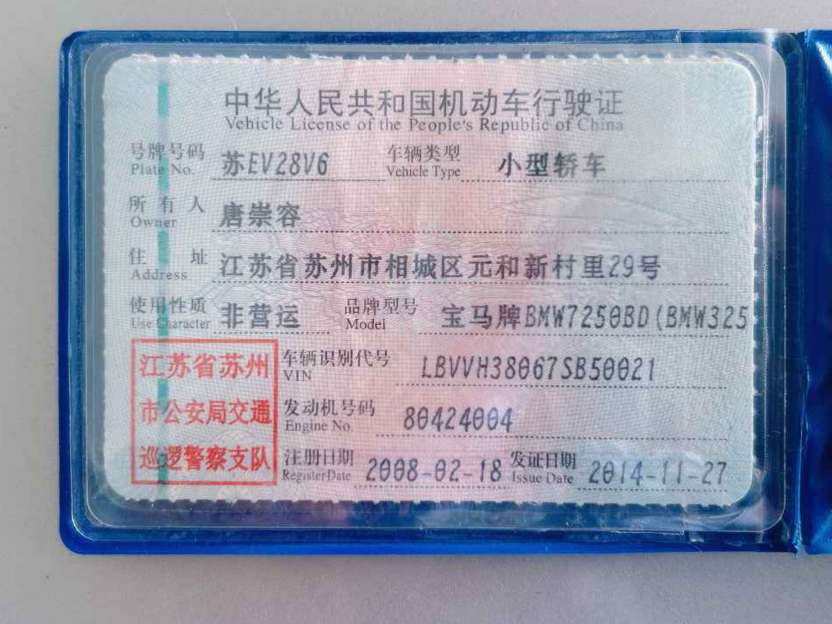 中华人民共和国机动车行驶证
Vehicle License of the People's Republic of China
号牌号码 苏EV28V6 车辆类型 小型轿车
Plate No. Vehicle Type
所有人 唐崇容
Owner
住址 江苏省苏州市相城区元和新村里29号
Address
使用性质 非营运 品牌型号 宝马牌BMW7250BD(BMW325
Use Character Model
江苏省苏州
市公安局交通
巡逻警察支队
车辆识别代号 LBVVH38067SB50021
VIN
发动机号码 80424004
Engine No.
注册日期 2008-02-18 发证日期 2014-11-27
Register Date Issue Date